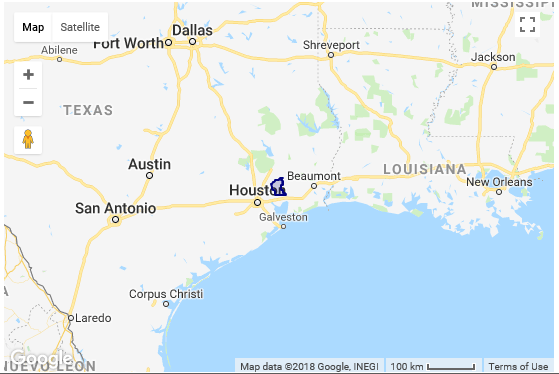 MISSISSIPP
Map
Satellite
Dallas
Fort Worth
Abilene
Shreveport
Jackson
TEXAS
Austin
Beaumont
LOUISIANA
New Orleans
Houston
San Antonio
Galveston
Corpus Christi
Laredo
A
NUEVO LEON
Google
Map data ©2018 Google, INEGI
100 km
Terms of Use